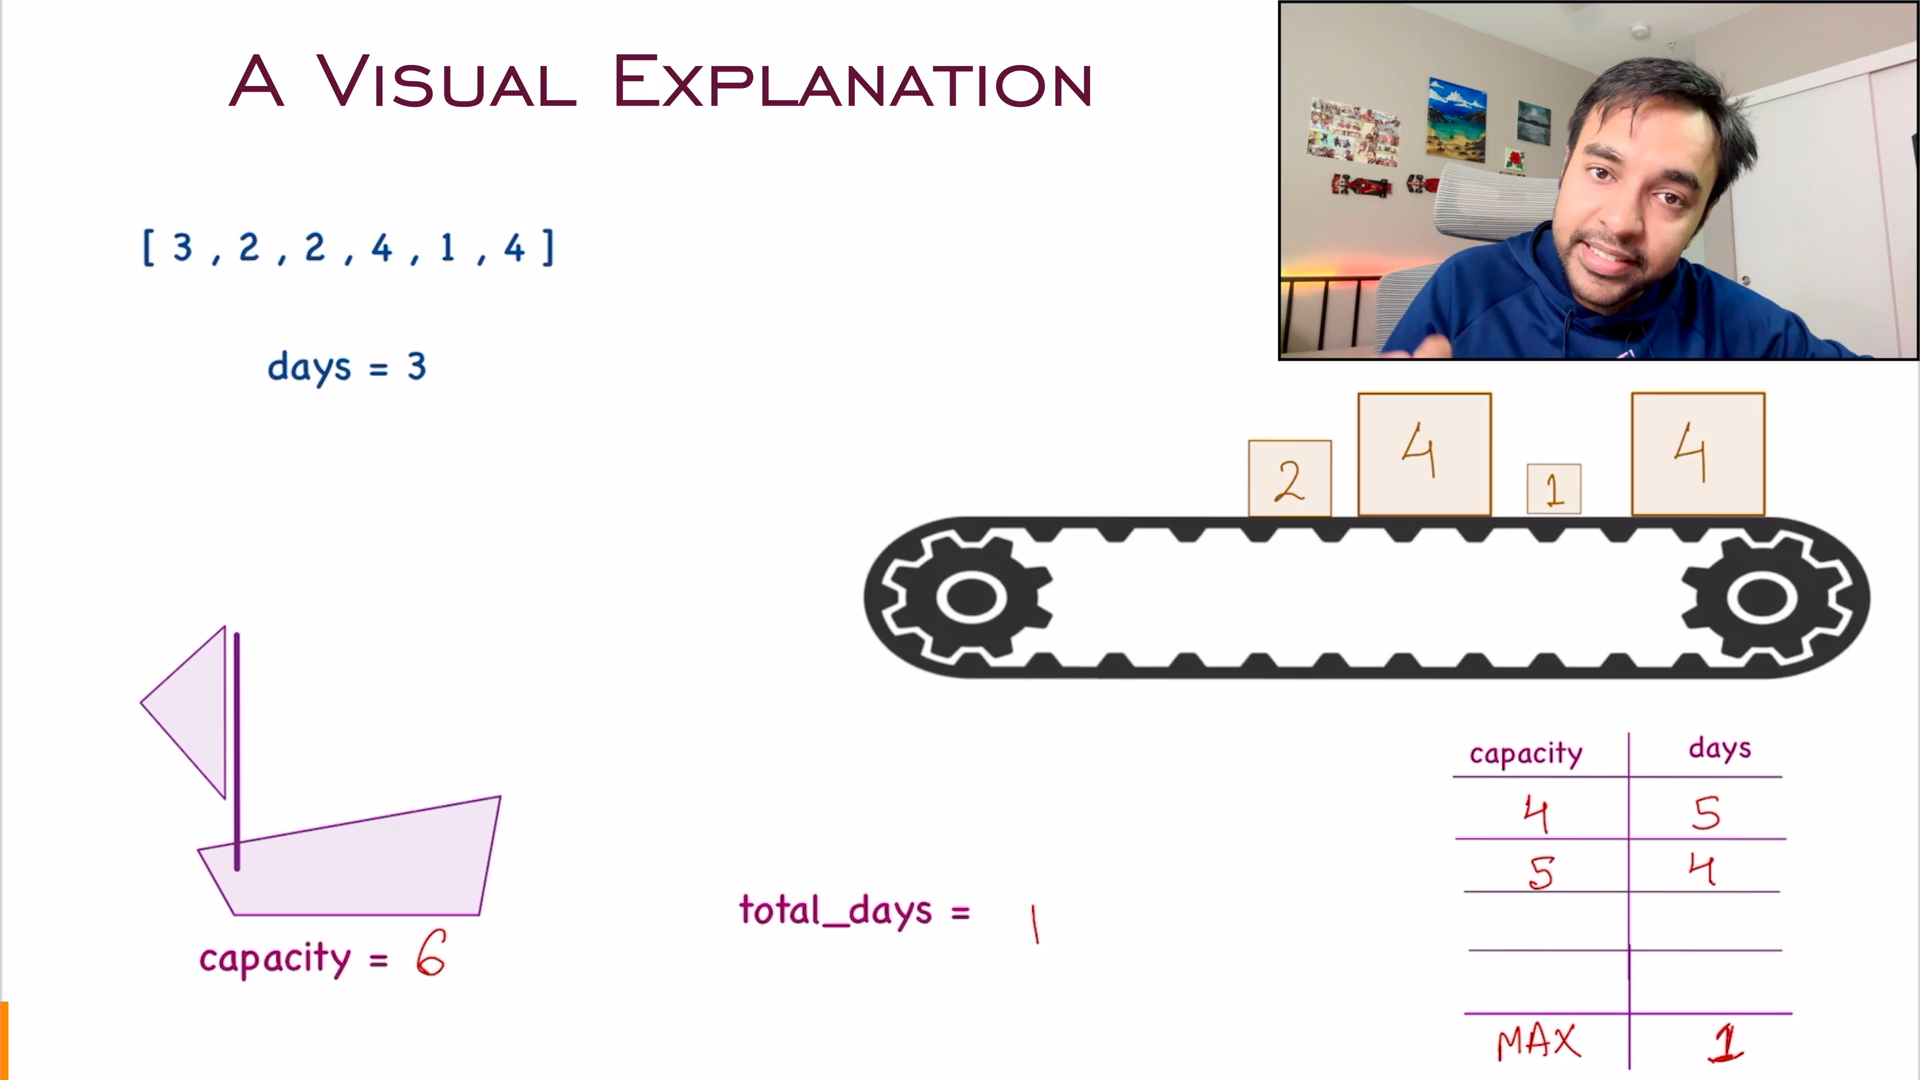 A VISUAL EXPLANATION
[ 3 , 2 , 2 , 4 , 1 , 4 ]
days = 3
2 4 1 4
capacity days
4 5
5 4
MAX 1
total_days = 1
capacity = 6